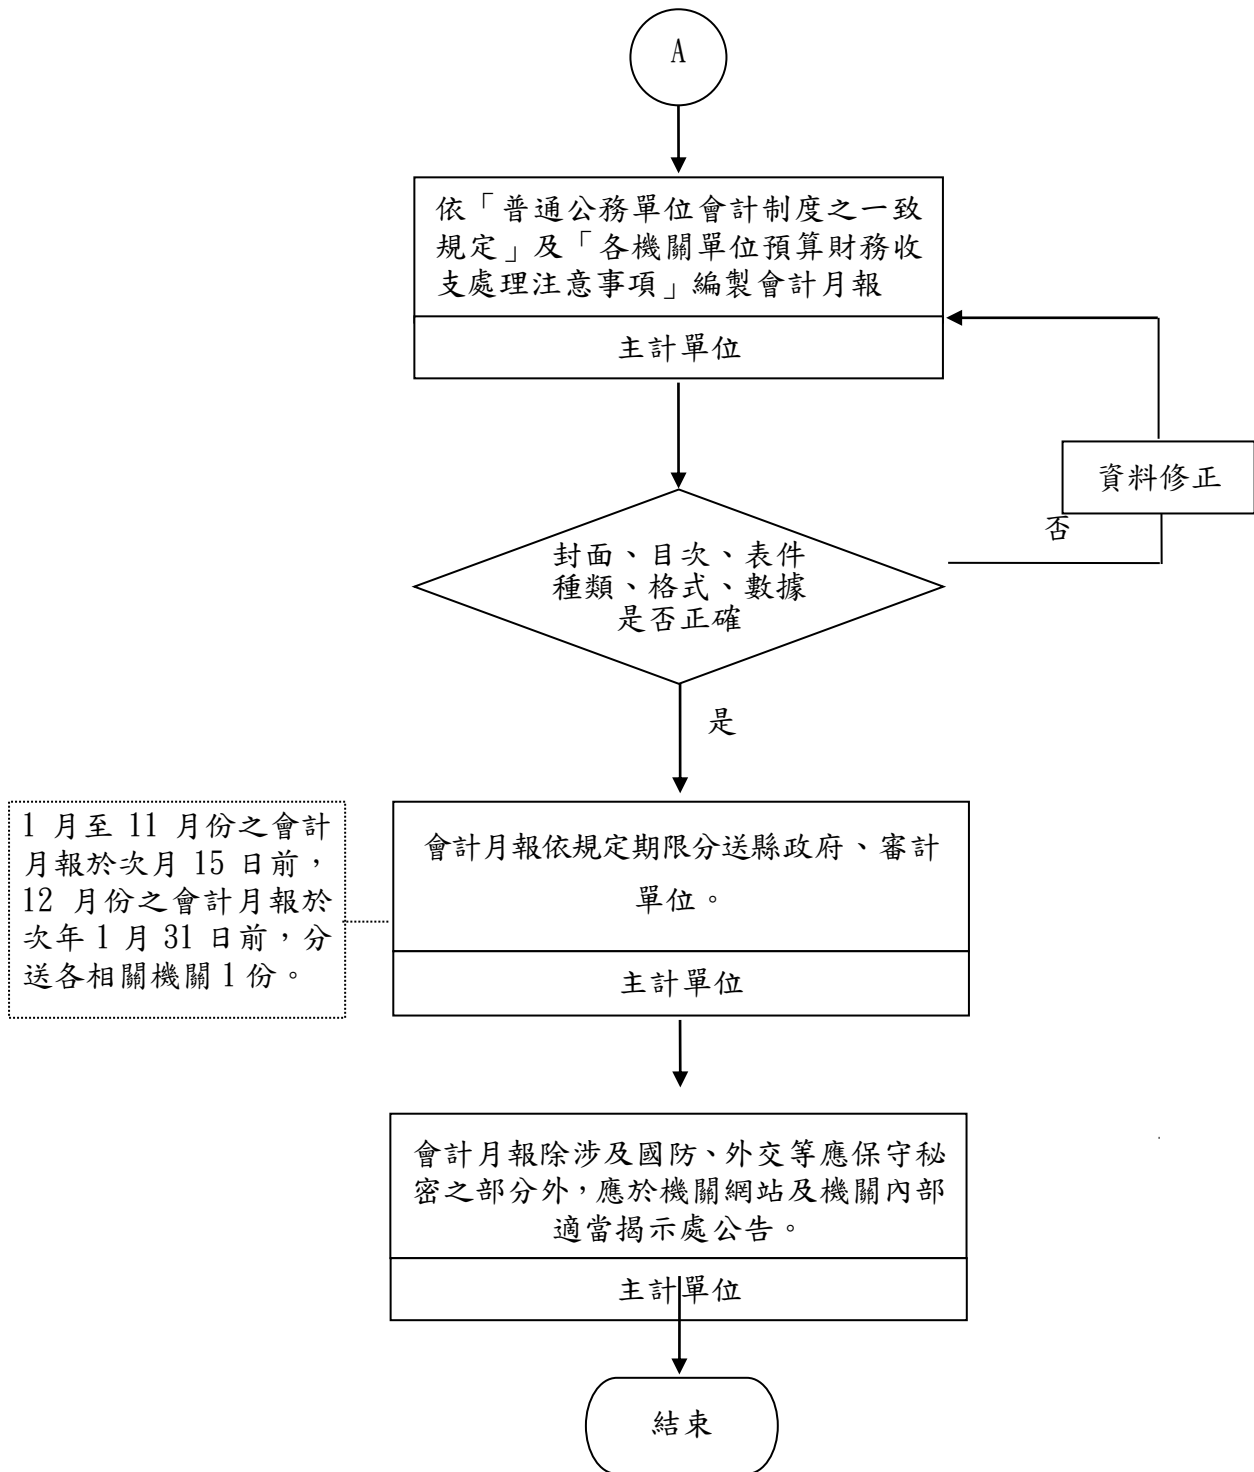 A
依「普通公務單位會計制度之一致
規定」及「各機關單位預算財務收
支處理注意事項」編製會計月報
主計單位
資料修正
否
封面、目次、表件
種類、格式、數據
是否正確
是
1 月至 11 月份之會計
月報於次月 15 日前，
12 月份之會計月報於
次年 1 月 31 日前，分
送各相關機關 1 份。
會計月報依規定期限分送縣政府、審計
單位。
主計單位
會計月報除涉及國防、外交等應保守秘
密之部分外，應於機關網站及機關內部
適當揭示處公告。
主計單位
結束